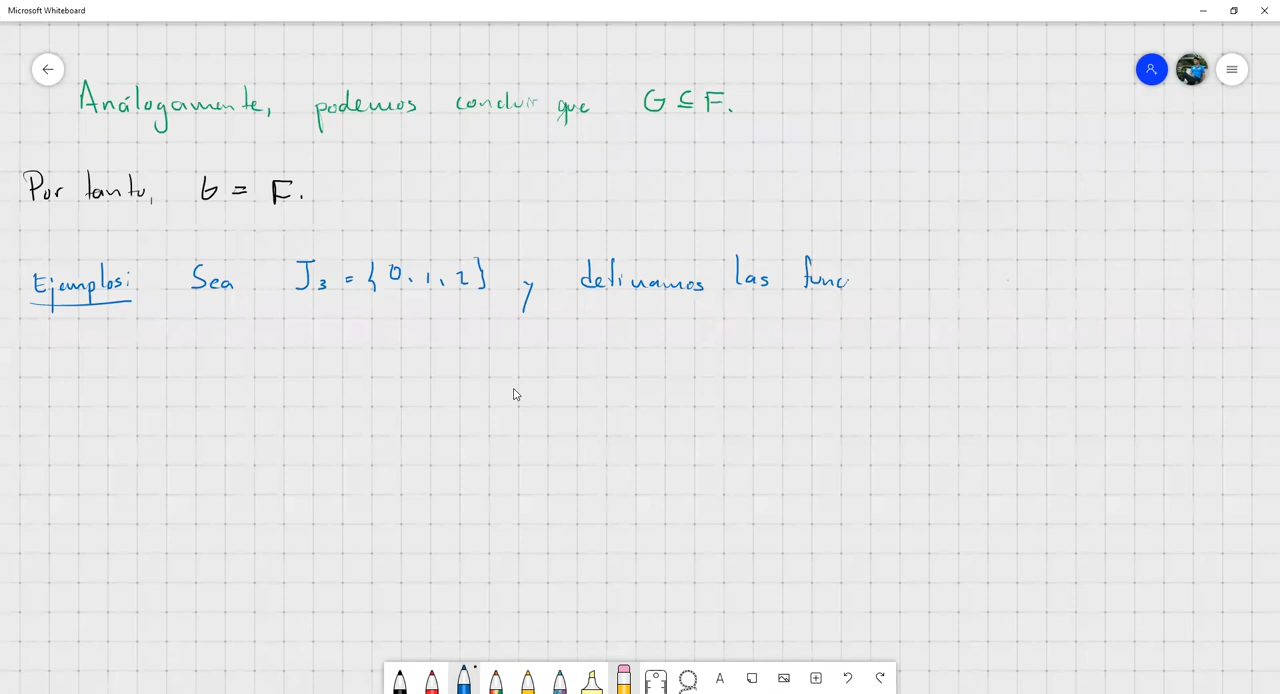 Microsoft Whiteboard
Análogamente, podemos concluir que G ⊆ F.
Por tanto, G = F.
Ejemplos: Sea J₃ = {0, 1, 2} y definamos las func